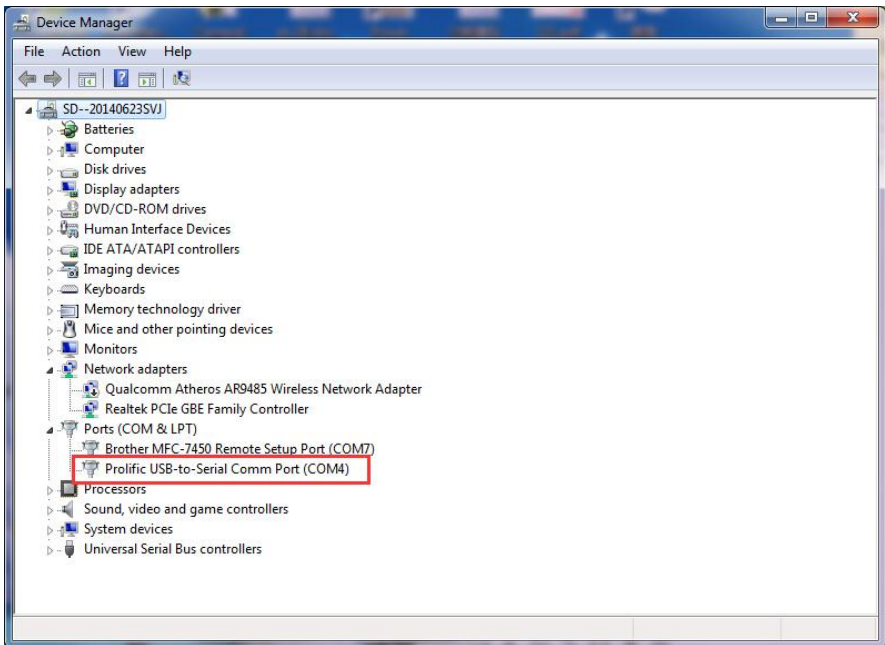 Device Manager
File Action View Help
SD--20140623SVJ
Batteries
Computer
Disk drives
Display adapters
DVD/CD-ROM drives
Human Interface Devices
IDE ATA/ATAPI controllers
Imaging devices
Keyboards
Memory technology driver
Mice and other pointing devices
Monitors
Network adapters
Qualcomm Atheros AR9485 Wireless Network Adapter
Realtek PCIe GBE Family Controller
Ports (COM & LPT)
Brother MFC-7450 Remote Setup Port (COM7)
Prolific USB-to-Serial Comm Port (COM4)
Processors
Sound, video and game controllers
System devices
Universal Serial Bus controllers